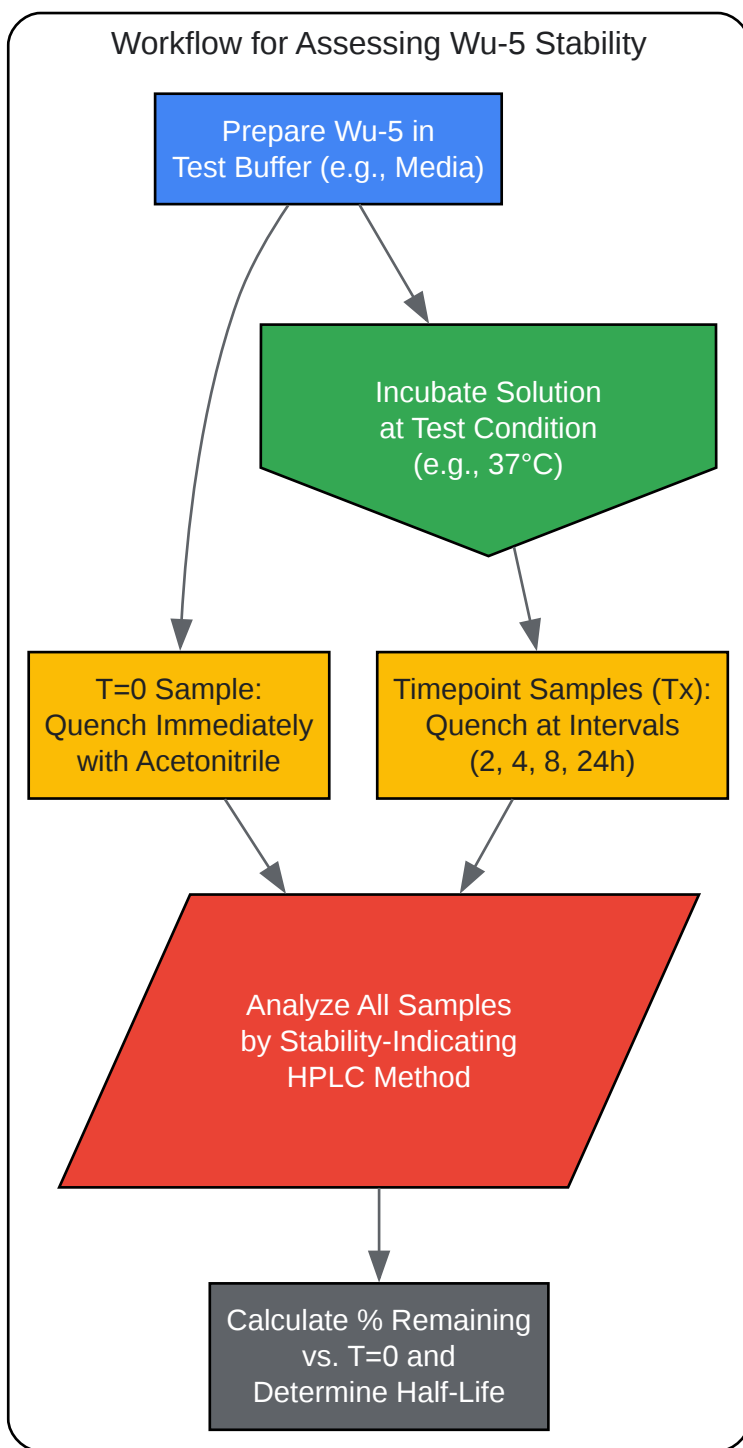 Workflow for Assessing Wu-5 Stability
Prepare Wu-5 in
Test Buffer (e.g., Media)
Incubate Solution
at Test Condition
(e.g., 37°C)
T=0 Sample:
Quench Immediately
with Acetonitrile
Timepoint Samples (Tx):
Quench at Intervals
(2, 4, 8, 24h)
Analyze All Samples
by Stability-Indicating
HPLC Method
Calculate % Remaining
vs. T=0 and
Determine Half-Life